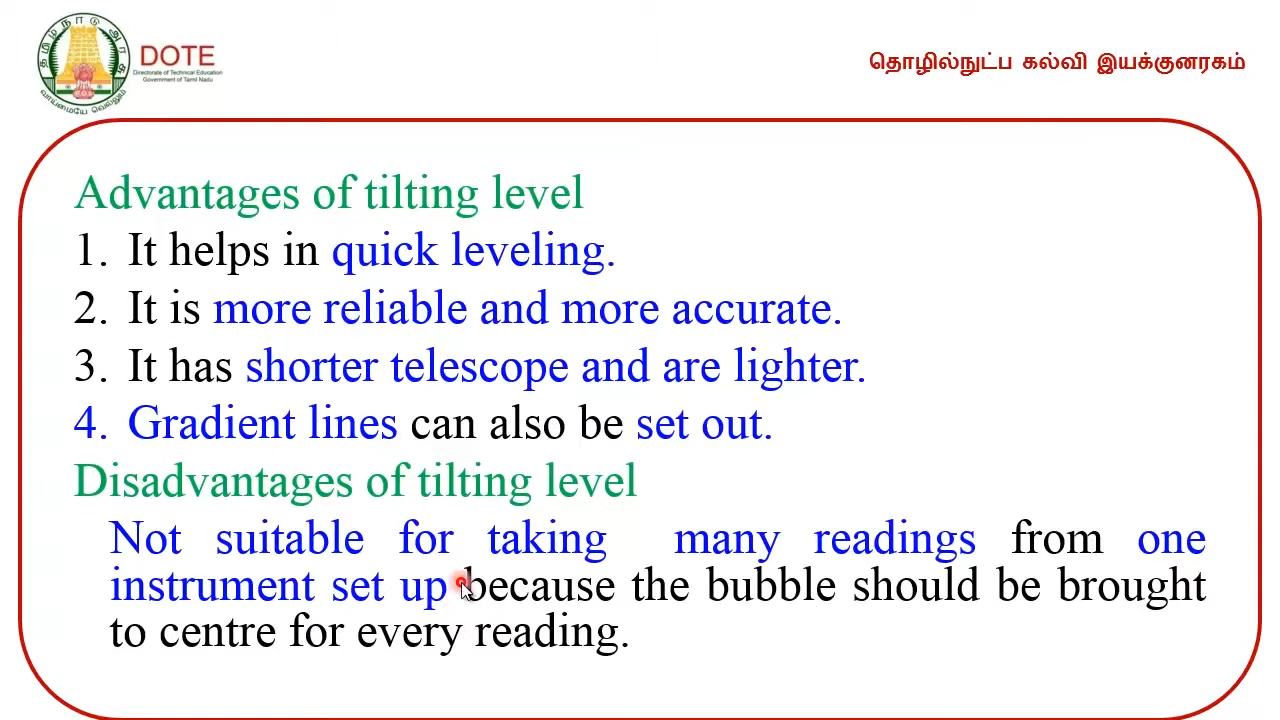 தமிழ்நாடு அரசு
வாய்மையே வெல்லும்
DOTE
Directorate of Technical Education
Government of Tamil Nadu
தொழில்நுட்ப கல்வி இயக்குனரகம்
Advantages of tilting level
1. It helps in quick leveling.
2. It is more reliable and more accurate.
3. It has shorter telescope and are lighter.
4. Gradient lines can also be set out.
Disadvantages of tilting level
Not suitable for taking many readings from one
instrument set up because the bubble should be brought
to centre for every reading.